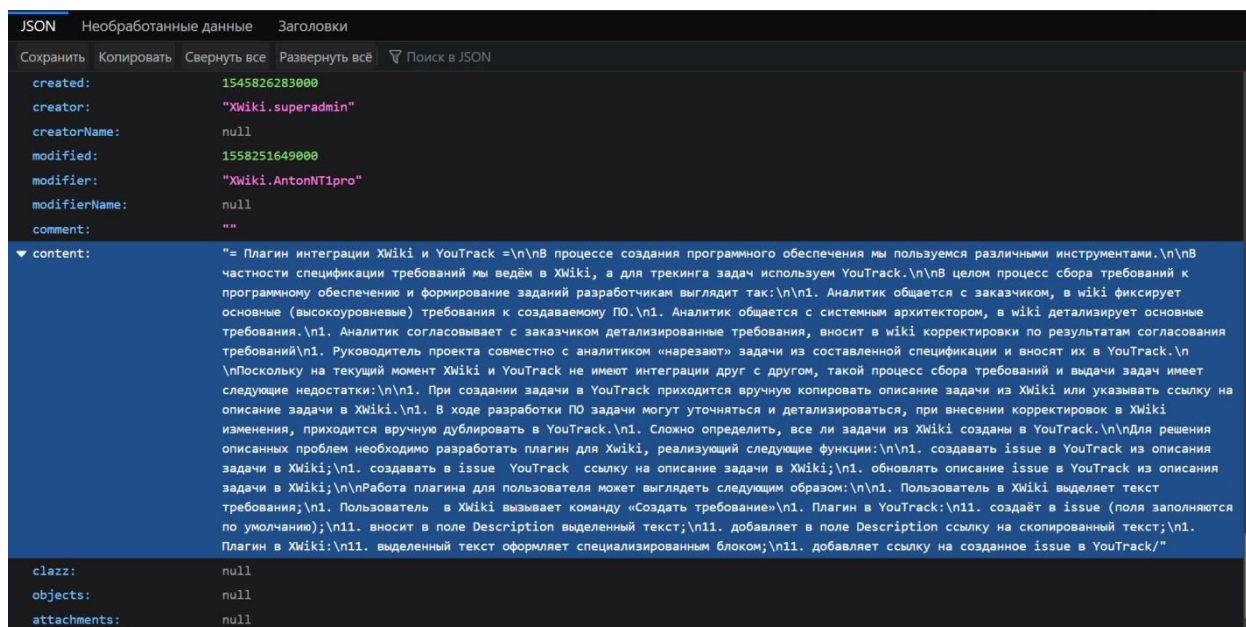 JSON Необработанные данные Заголовки
Сохранить Копировать Свернуть все Развернуть всё Поиск в JSON
created: 1545826283000
creator: "XWiki.superadmin"
creatorName: null
modified: 1558251649000
modifier: "XWiki.AntonNT1pro"
modifierName: null
comment: ""
content: "= Плагин интеграции XWiki и YouTrack =\n\nВ процессе создания программного обеспечения мы пользуемся различными инструментами.\n\nВ
частности спецификации требований мы ведём в XWiki, а для трекинга задач используем YouTrack.\n\nВ целом процесс сбора требований к
программному обеспечению и формирование заданий разработчикам выглядит так:\n\n1. Аналитик общается с заказчиком, в wiki фиксирует
основные (высокоуровневые) требования к создаваемому ПО.\n1. Аналитик общается с системным архитектором, в wiki детализирует основные
требования.\n1. Аналитик согласовывает с заказчиком детализированные требования, вносит в wiki корректировки по результатам согласования
требований\n1. Руководитель проекта совместно с аналитиком «нарезают» задачи из составленной спецификации и вносят их в YouTrack.\n
\nПоскольку на текущий момент XWiki и YouTrack не имеют интеграции друг с другом, такой процесс сбора требований и выдачи задач имеет
следующие недостатки:\n\n1. При создании задачи в YouTrack приходится вручную копировать описание задачи из XWiki или указывать ссылку на
описание задачи в XWiki.\n1. В ходе разработки ПО задачи могут уточняться и детализироваться, при внесении корректировок в XWiki
изменения, приходится вручную дублировать в YouTrack.\n1. Сложно определить, все ли задачи из XWiki созданы в YouTrack.\n\nДля решения
описанных проблем необходимо разработать плагин для Xwiki, реализующий следующие функции:\n\n1. создавать issue в YouTrack из описания
задачи в XWiki;\n1. создавать в issue  YouTrack  ссылку на описание задачи в XWiki;\n1. обновлять описание issue в YouTrack из описания
задачи в XWiki;\n\nРабота плагина для пользователя может выглядеть следующим образом:\n\n1. Пользователь в XWiki выделяет текст
требования;\n1. Пользователь  в XWiki вызывает команду «Создать требование»\n1. Плагин в YouTrack:\n11. создаёт в issue (поля заполняются
по умолчанию);\n11. вносит в поле Description выделенный текст;\n11. добавляет в поле Description ссылку на скопированный текст;\n1.
Плагин в XWiki:\n11. выделенный текст оформляет специализированным блоком;\n11. добавляет ссылку на созданное issue в YouTrack/"
clazz: null
objects: null
attachments: null